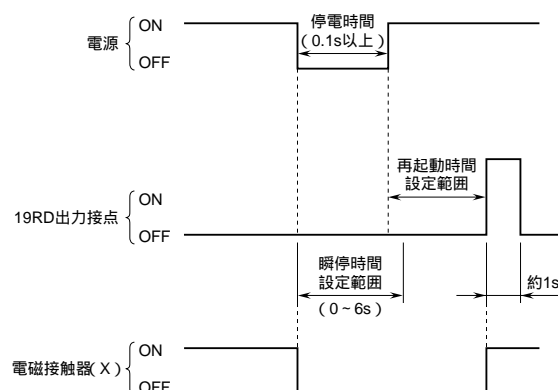 電源
ON
OFF
停電時間
（0.1s以上）
再起動時間
設定範囲
19RD出力接点
ON
OFF
瞬停時間
設定範囲
（0~6s）
約1s
電磁接触器(X)
ON
OFF